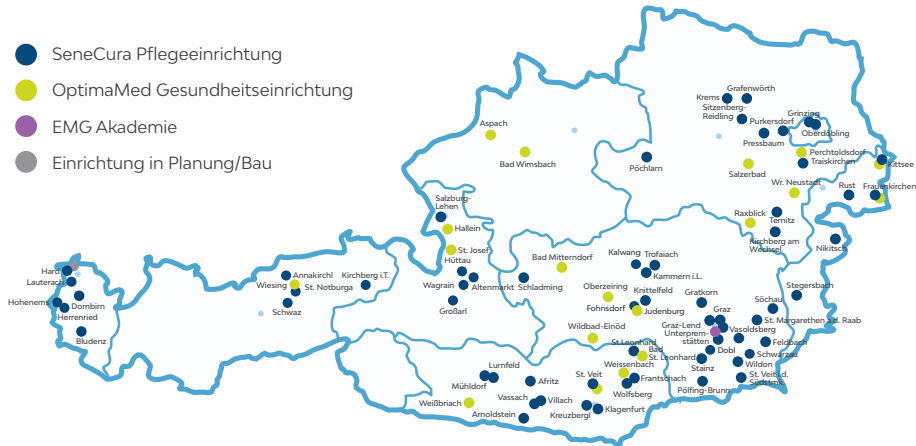 SeneCura Pflegeeinrichtung
OptimaMed Gesundheitseinrichtung
EMG Akademie
Einrichtung in Planung/Bau
Grafenwörth
Krems
Sitzenberg-
Reidling
Grinzing
Purkersdorf
Oberdöbling
Pressbaum
Aspach
Bad Wimsbach
Pöchlarn
Perchtoldsdorf
Traiskirchen
Kittsee
Salzerbad
Wr. Neustadt
Rust
Frauenkirchen
Raxblick
Ternitz
Kirchberg am
Wechsel
Nikitsch
Salzburg-
Lehen
Hallein
St. Josef
Hüttau
Wagrain
Altenmarkt
Großarl
Schladming
Bad Mitterndorf
Kalwang
Trofaiach
Kammern i.L.
Hard
Lauterach
Hohenems
Dornbirn
Herrenried
Bludenz
Annakirchl
Wiesing
St. Notburga
Schwaz
Kirchberg i.T.
Oberzeiring
Knittelfeld
Fohnsdorf
Judenburg
Wildbad-Einöd
Gratkorn
Graz
Graz-Lend
Unterprem-
stätten
Dobl
Vasoldsberg
Stegersbach
Söchau
St. Margarethen a.d. Raab
Feldbach
Schwarzau
Wildon
St. Veit i.d.
Südstmk.
Stainz
Pölfing-Brunn
St.Leonhard
Bad
St. Leonhard
Weissenbach
Frantschach
Wolfsberg
Lurnfeld
Mühldorf
Weißbriach
Afritz
Vassach
Villach
Arnoldstein
St. Veit
Kreuzbergl
Klagenfurt